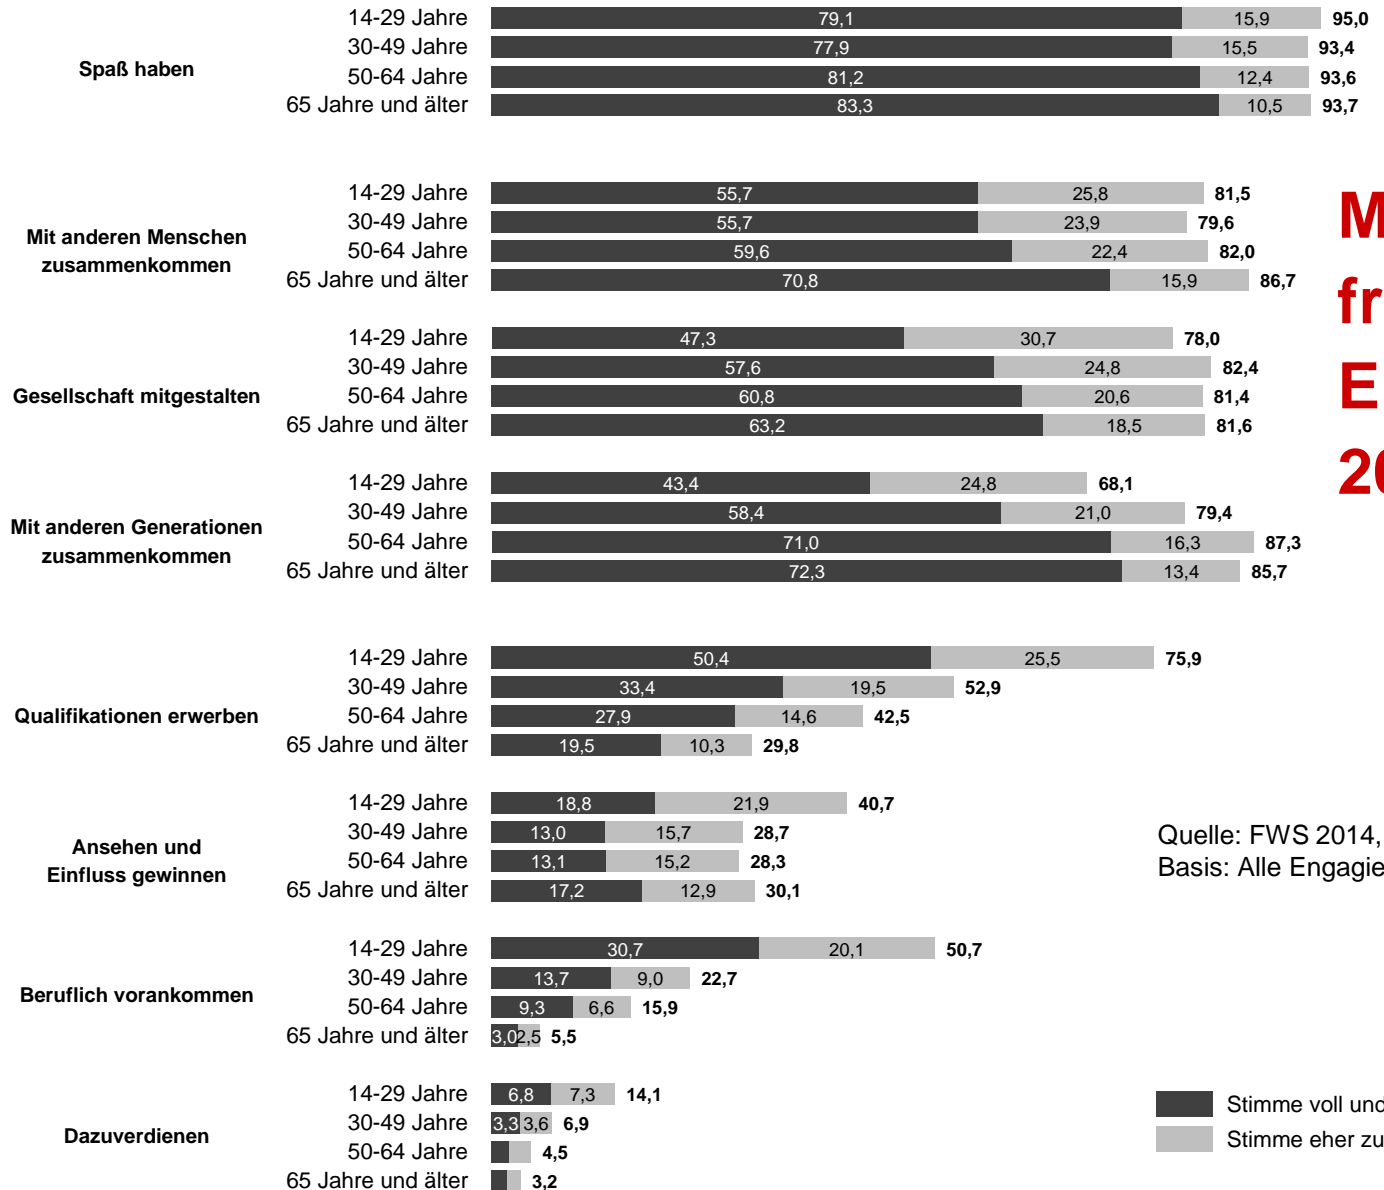 14-29 Jahre 79,1 15,9 95,0
30-49 Jahre 77,9 15,5 93,4
Spaß haben
50-64 Jahre 81,2 12,4 93,6
65 Jahre und älter 83,3 10,5 93,7
14-29 Jahre 55,7 25,8 81,5
30-49 Jahre 55,7 23,9 79,6
Mit anderen Menschen
zusammenkommen
50-64 Jahre 59,6 22,4 82,0
65 Jahre und älter 70,8 15,9 86,7
14-29 Jahre 47,3 30,7 78,0
30-49 Jahre 57,6 24,8 82,4
Gesellschaft mitgestalten
50-64 Jahre 60,8 20,6 81,4
65 Jahre und älter 63,2 18,5 81,6
14-29 Jahre 43,4 24,8 68,1
30-49 Jahre 58,4 21,0 79,4
Mit anderen Generationen
zusammenkommen
50-64 Jahre 71,0 16,3 87,3
65 Jahre und älter 72,3 13,4 85,7
14-29 Jahre 50,4 25,5 75,9
30-49 Jahre 33,4 19,5 52,9
Qualifikationen erwerben
50-64 Jahre 27,9 14,6 42,5
65 Jahre und älter 19,5 10,3 29,8
14-29 Jahre 18,8 21,9 40,7
30-49 Jahre 13,0 15,7 28,7
Ansehen und
Einfluss gewinnen
50-64 Jahre 13,1 15,2 28,3
65 Jahre und älter 17,2 12,9 30,1
14-29 Jahre 30,7 20,1 50,7
30-49 Jahre 13,7 9,0 22,7
Beruflich vorankommen
50-64 Jahre 9,3 6,6 15,9
65 Jahre und älter 3,0 2,5 5,5
14-29 Jahre 6,8 7,3 14,1
30-49 Jahre 3,3 3,6 6,9
Dazuverdienen
50-64 Jahre 4,5
65 Jahre und älter 3,2
M
fr
E
Quelle: FWS 2014,
Basis: Alle Engagie
Stimme voll und
Stimme eher zu